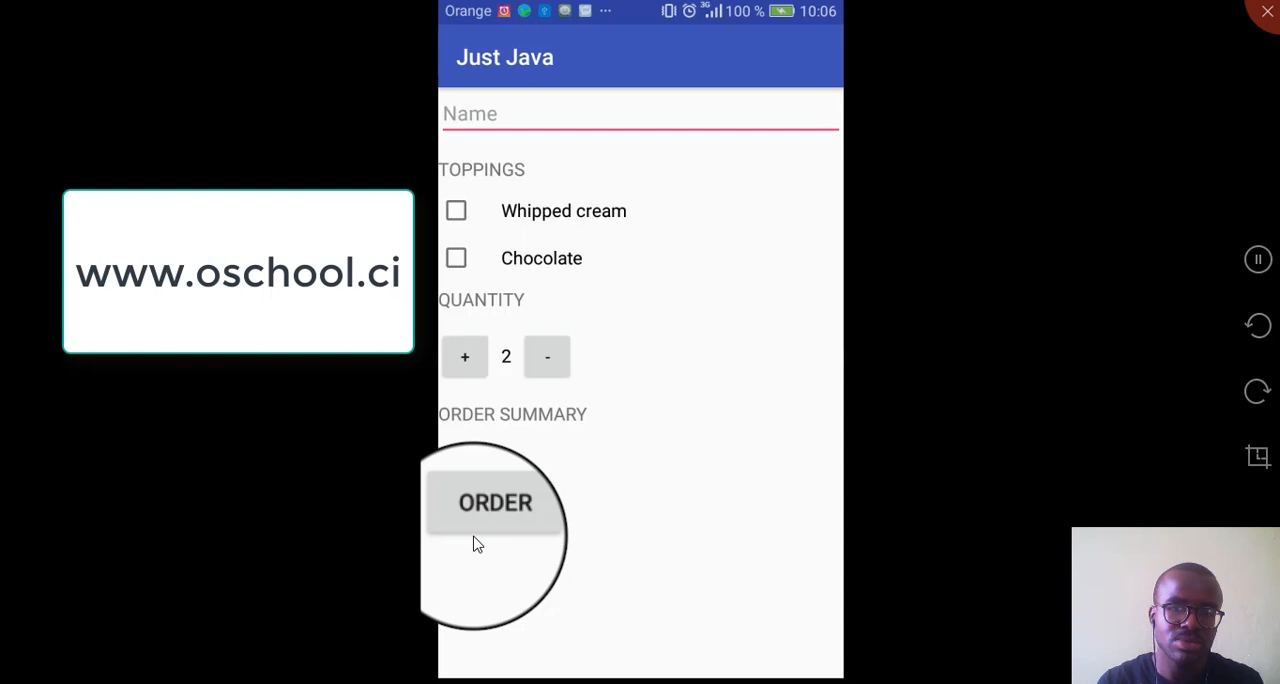 Orange ... 3G 100 % 10:06
Just Java
Name
TOPPINGS
Whipped cream
Chocolate
QUANTITY
+ 2 -
ORDER SUMMARY
ORDER
www.oschool.ci